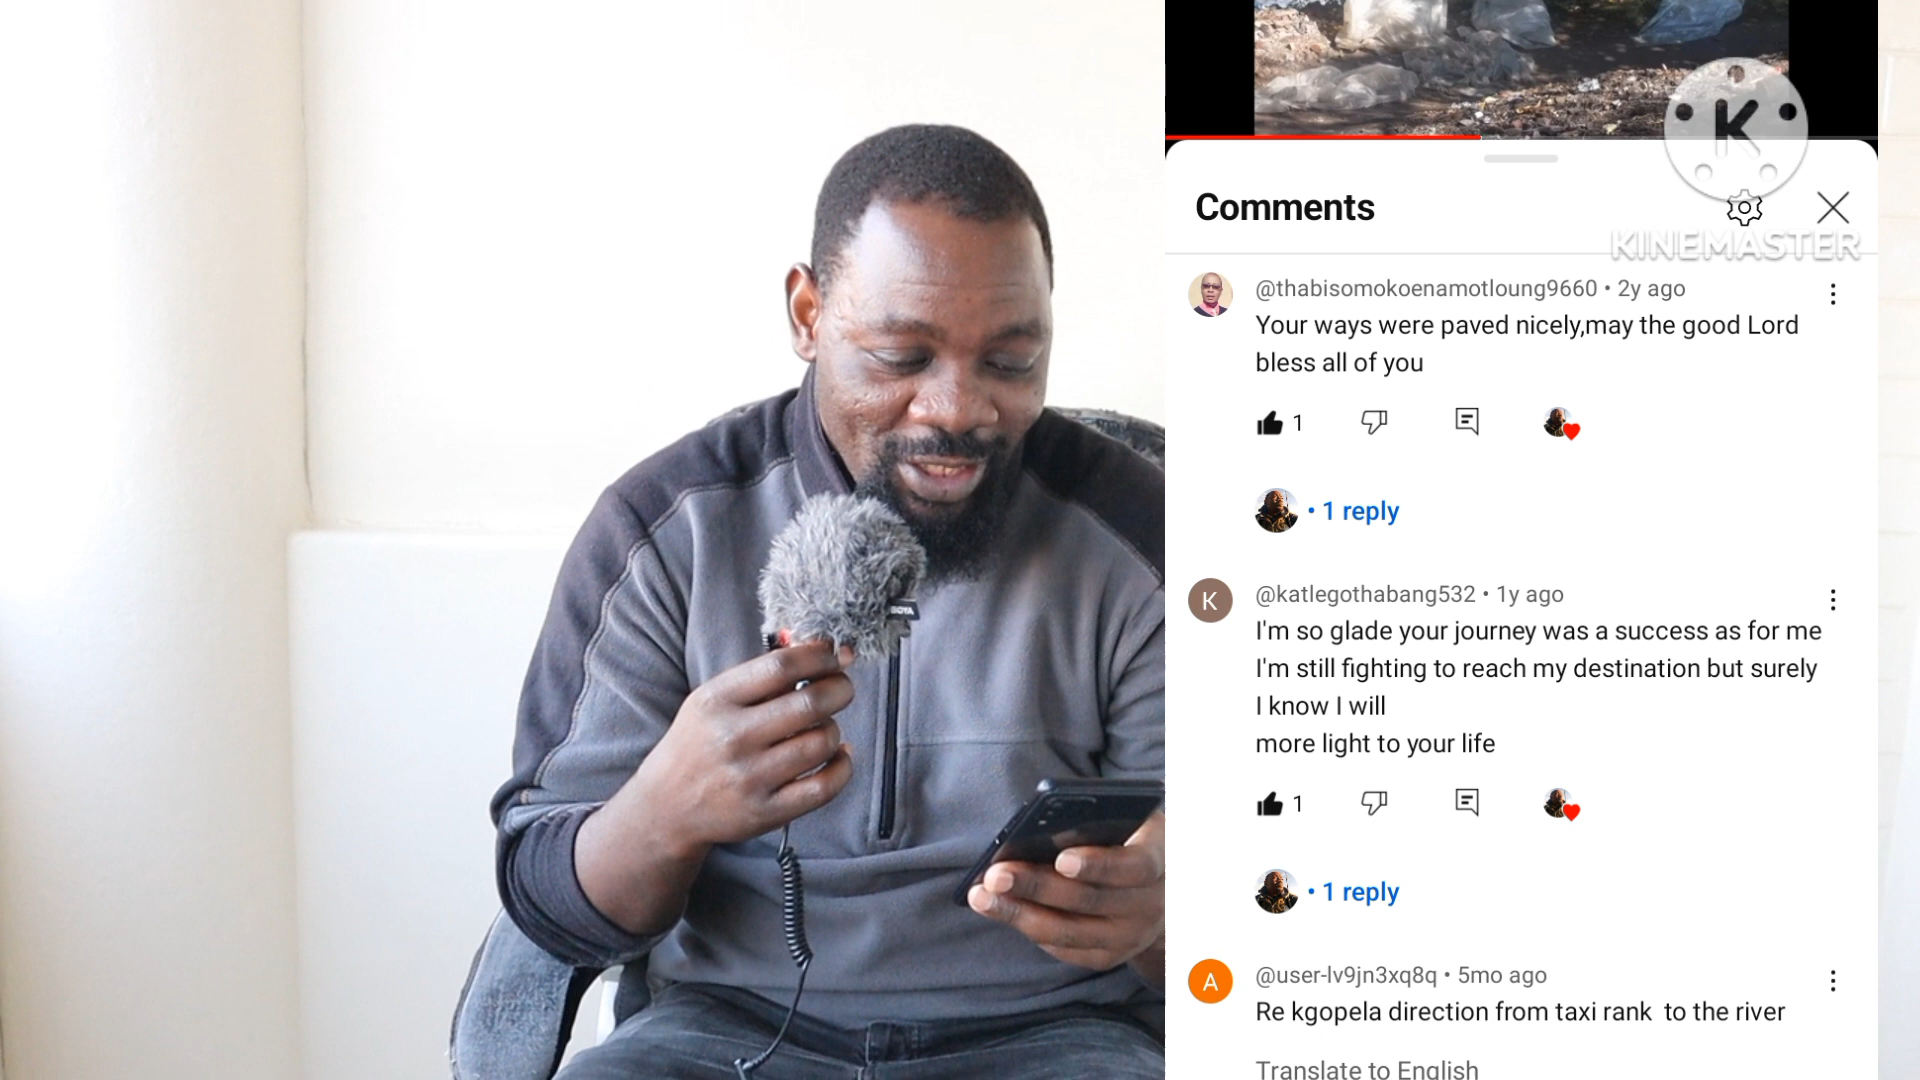 K
KINEMASTER
Comments
@thabisomokoenamotloung9660 • 2y ago
Your ways were paved nicely,may the good Lord
bless all of you
1
• 1 reply
K
@katlegothabang532 • 1y ago
I'm so glade your journey was a success as for me
I'm still fighting to reach my destination but surely
I know I will
more light to your life
1
• 1 reply
A
@user-lv9jn3xq8q • 5mo ago
Re kgopela direction from taxi rank  to the river
Translate to English
BOYA